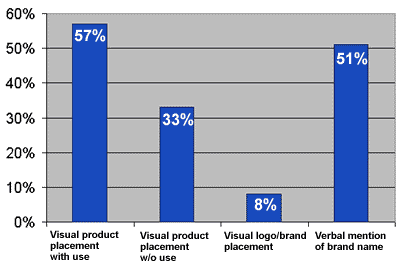 60%
50%
40%
30%
20%
10%
0%
57%
33%
8%
51%
Visual product
placement
with use
Visual product
placement
w/o use
Visual logo/brand
placement
Verbal mention
of brand name